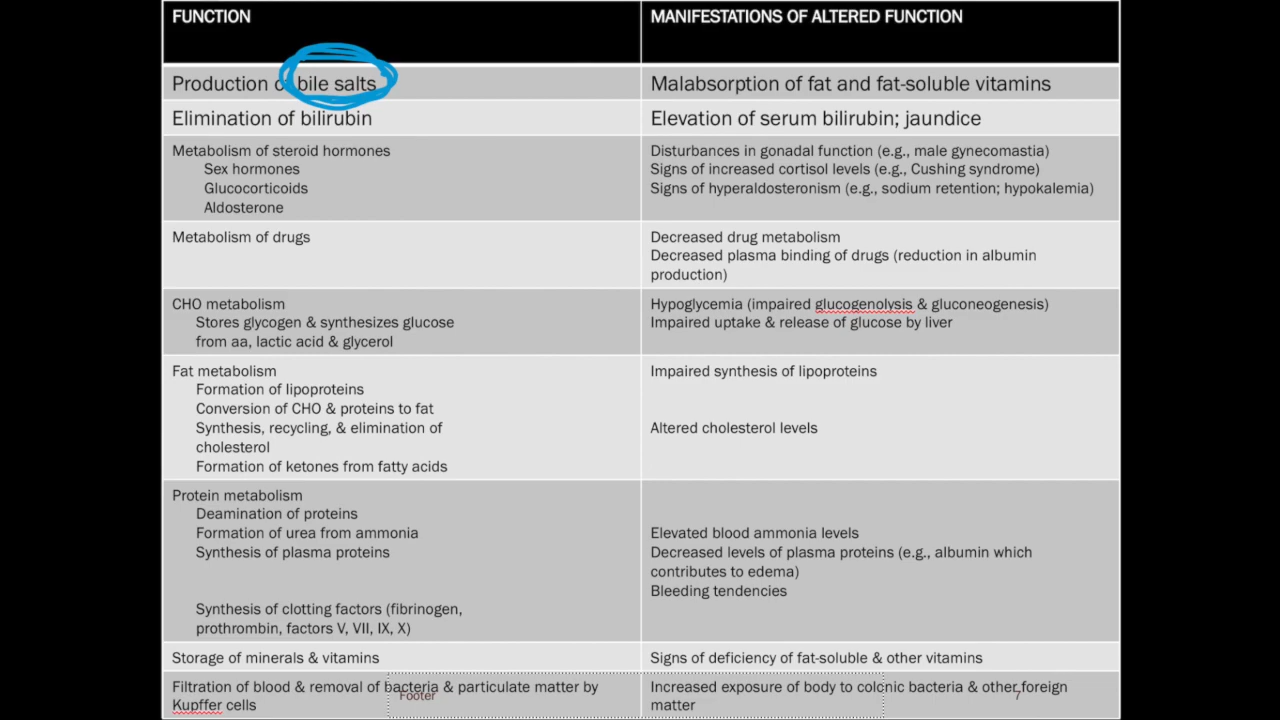 FUNCTION
MANIFESTATIONS OF ALTERED FUNCTION
Production of bile salts
Malabsorption of fat and fat-soluble vitamins
Elimination of bilirubin
Elevation of serum bilirubin; jaundice
Metabolism of steroid hormones
Sex hormones
Glucocorticoids
Aldosterone
Disturbances in gonadal function (e.g., male gynecomastia)
Signs of increased cortisol levels (e.g., Cushing syndrome)
Signs of hyperaldosteronism (e.g., sodium retention; hypokalemia)
Metabolism of drugs
Decreased drug metabolism
Decreased plasma binding of drugs (reduction in albumin
production)
CHO metabolism
Stores glycogen & synthesizes glucose
from aa, lactic acid & glycerol
Hypoglycemia (impaired glucogenolysis & gluconeogenesis)
Impaired uptake & release of glucose by liver
Fat metabolism
Formation of lipoproteins
Conversion of CHO & proteins to fat
Synthesis, recycling, & elimination of
cholesterol
Formation of ketones from fatty acids
Impaired synthesis of lipoproteins
Altered cholesterol levels
Protein metabolism
Deamination of proteins
Formation of urea from ammonia
Synthesis of plasma proteins
Synthesis of clotting factors (fibrinogen,
prothrombin, factors V, VII, IX, X)
Elevated blood ammonia levels
Decreased levels of plasma proteins (e.g., albumin which
contributes to edema)
Bleeding tendencies
Storage of minerals & vitamins
Signs of deficiency of fat-soluble & other vitamins
Filtration of blood & removal of bacteria & particulate matter by
Kupffer cells
Increased exposure of body to colonic bacteria & other foreign
matter
Footer
7